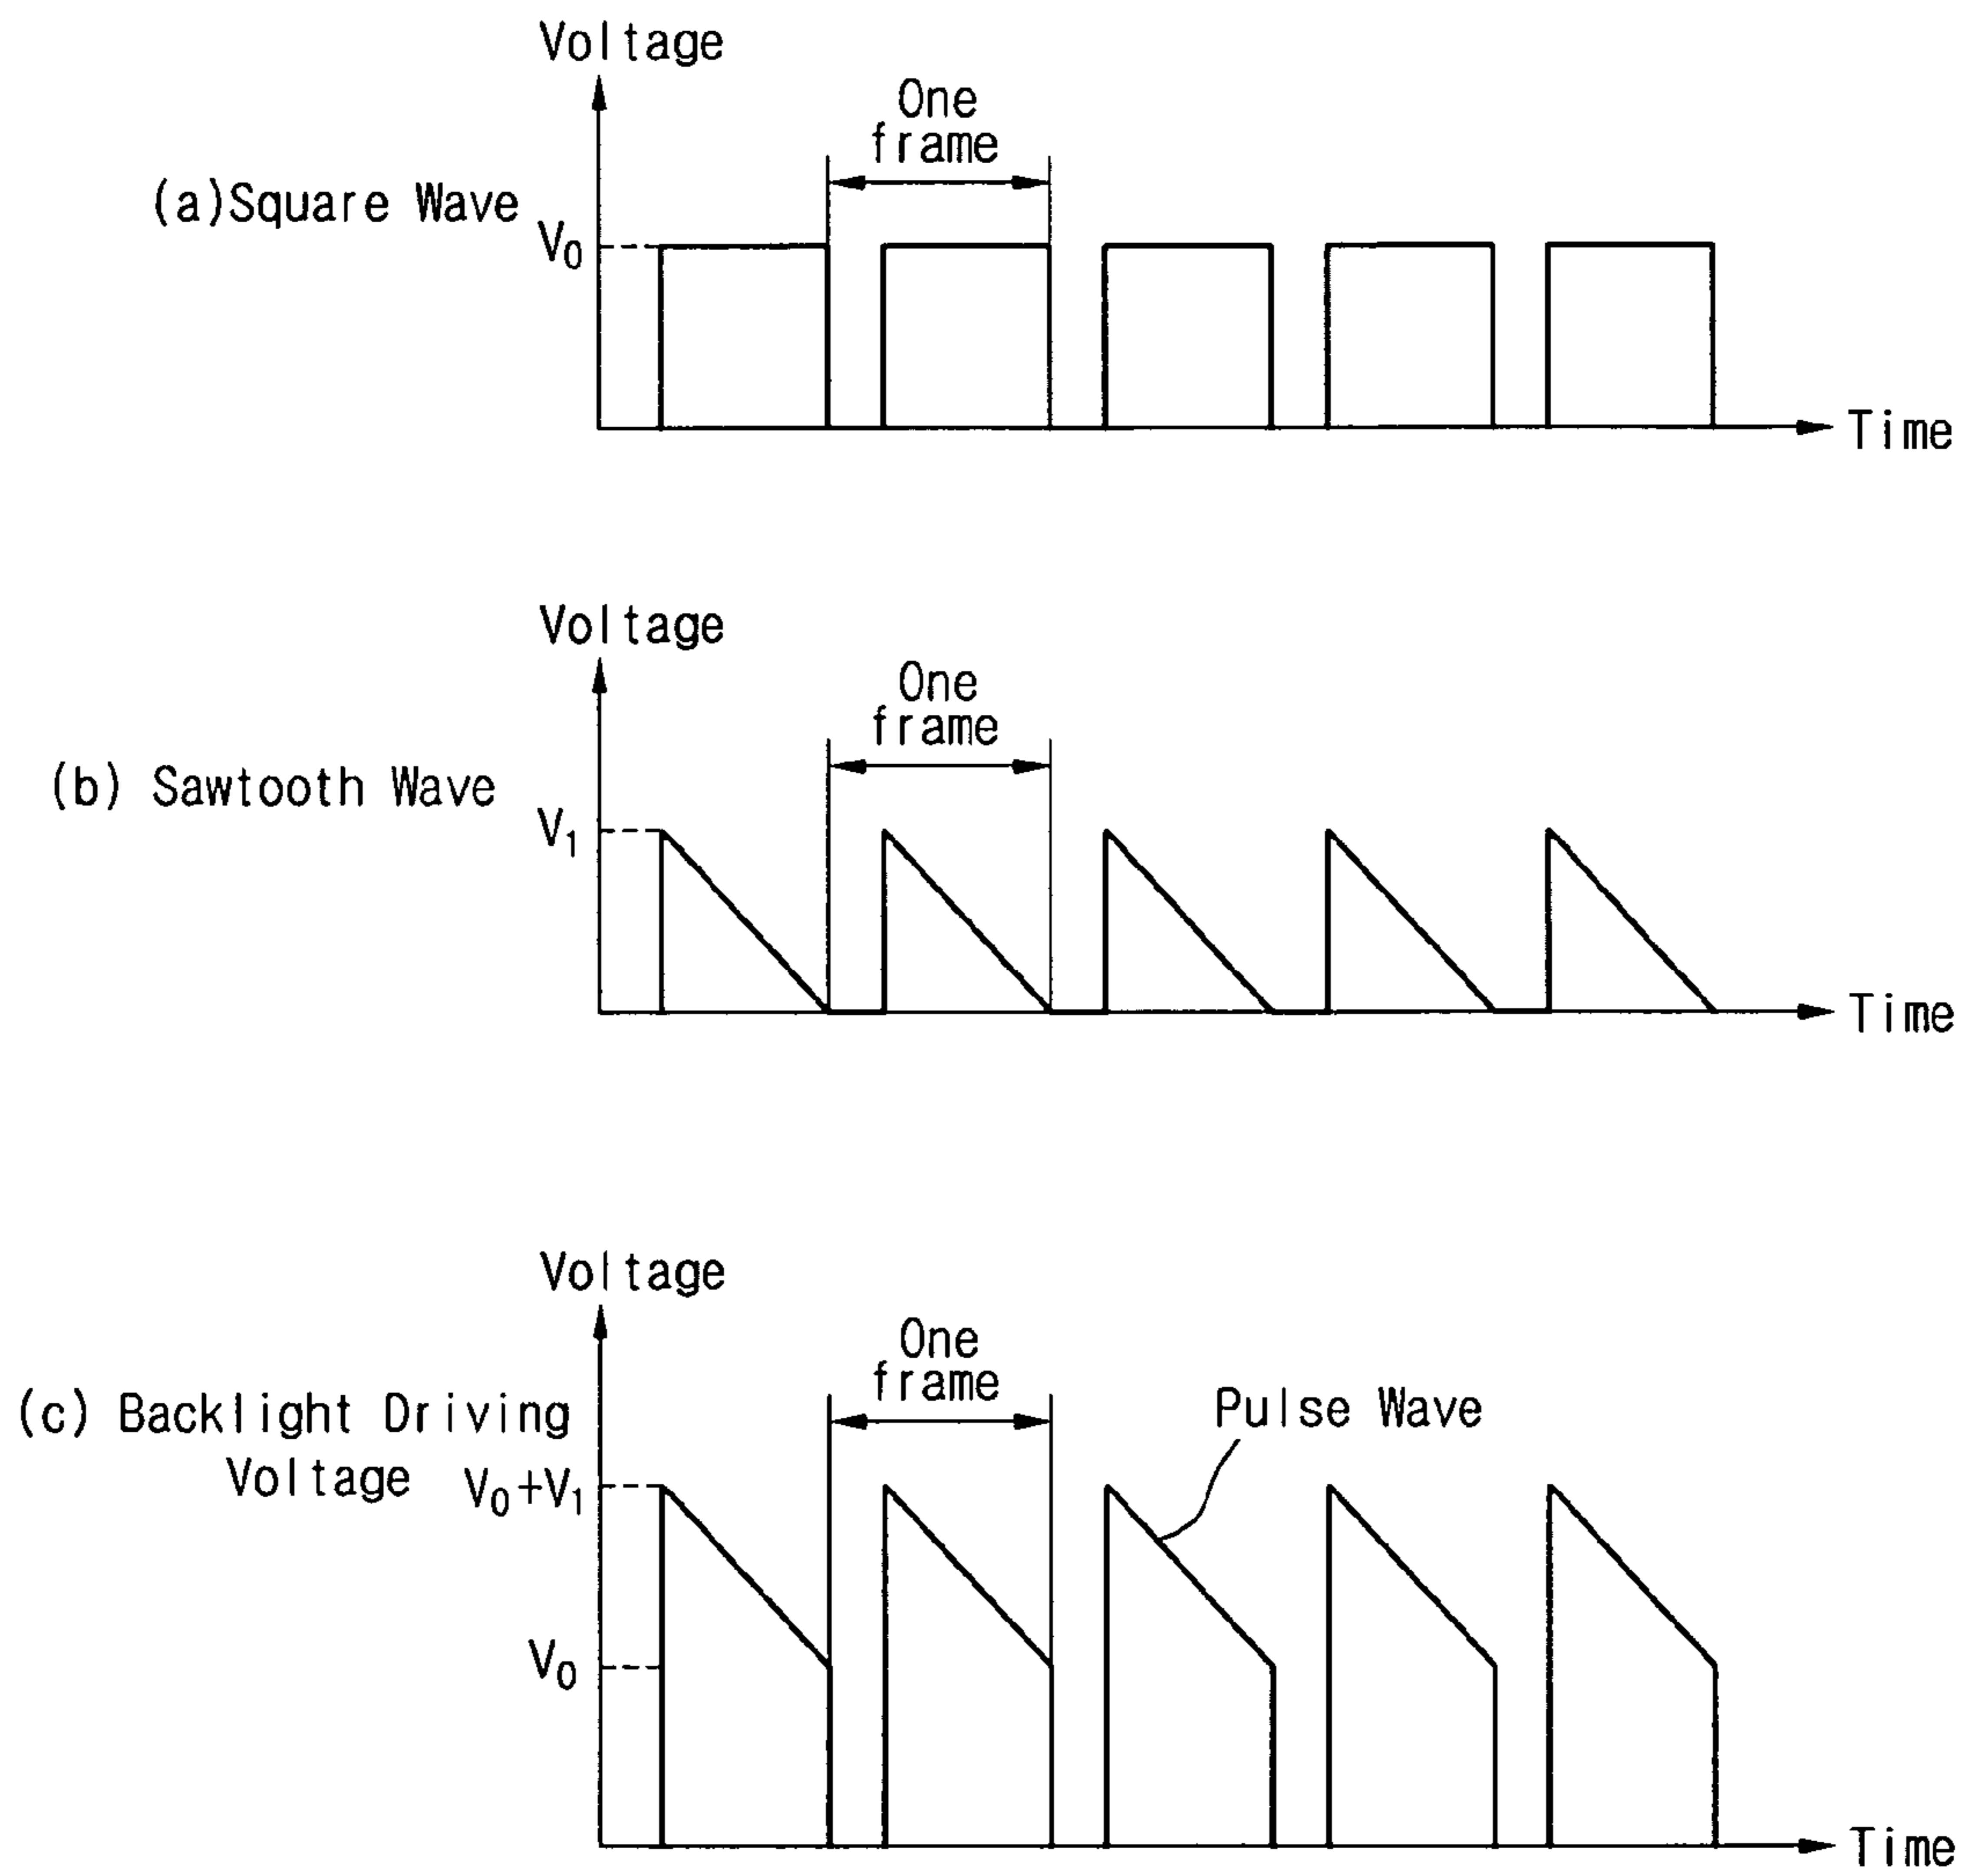 Voltage
One
frame
(a)Square Wave
V0
Time
Voltage
One
frame
(b) Sawtooth Wave
V1
Time
Voltage
One
frame
(c) Backlight Driving
Voltage
V0+V1
Pulse Wave
V0
Time